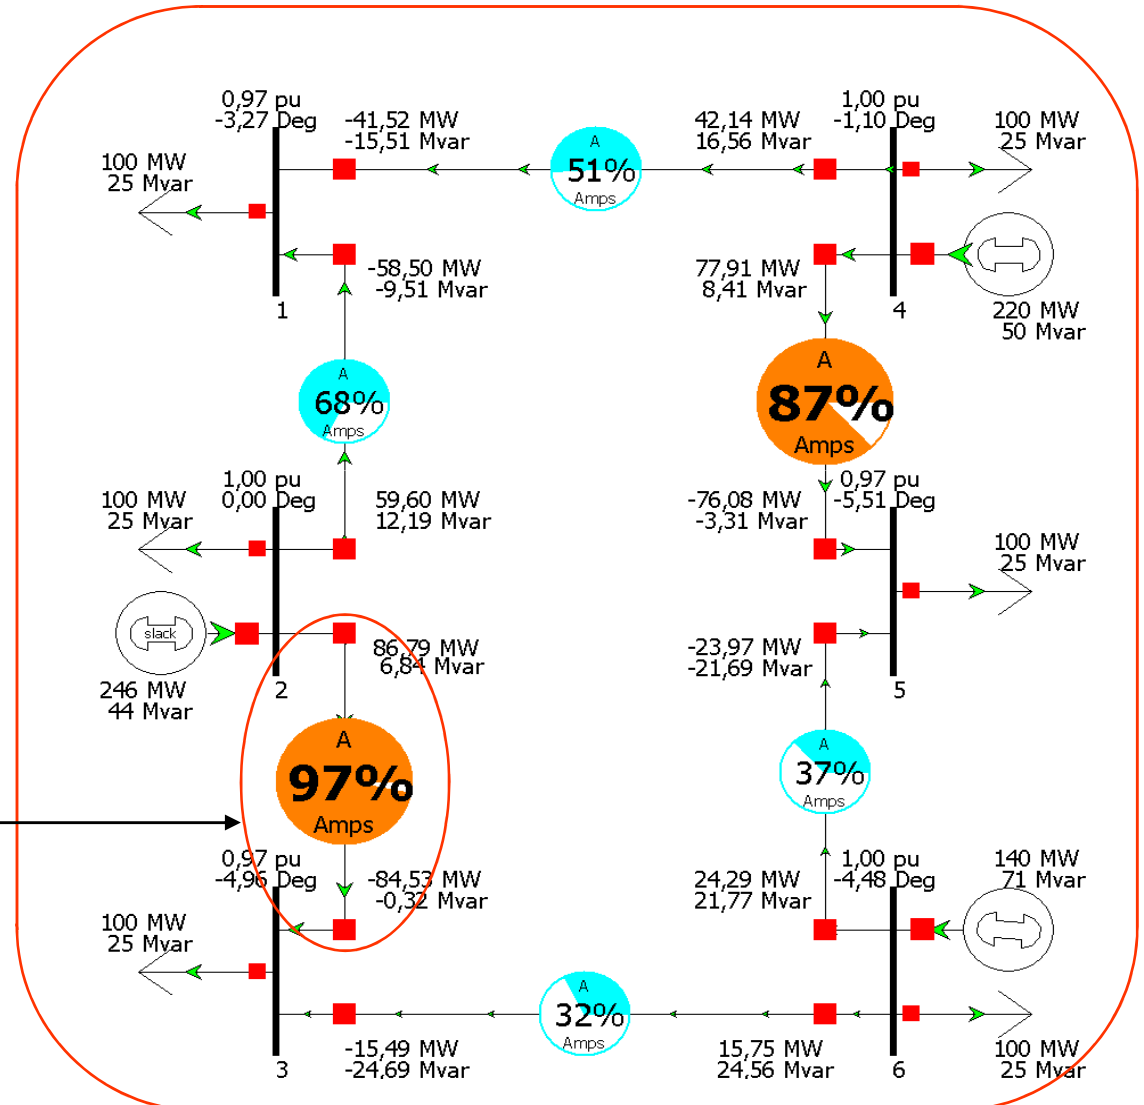 0,97 pu
-3,27 Deg
-41,52 MW
-15,51 Mvar
A
51%
Amps
42,14 MW
16,56 Mvar
1,00 pu
-1,10 Deg
100 MW
25 Mvar
100 MW
25 Mvar
-58,50 MW
-9,51 Mvar
77,91 MW
8,41 Mvar
1
4
220 MW
50 Mvar
A
68%
Amps
A
87%
Amps
1,00 pu
0,00 Deg
100 MW
25 Mvar
59,60 MW
12,19 Mvar
-76,08 MW
-3,31 Mvar
0,97 pu
-5,51 Deg
100 MW
25 Mvar
slack
86,79 MW
6,84 Mvar
-23,97 MW
-21,69 Mvar
246 MW
44 Mvar
2
5
A
97%
Amps
A
37%
Amps
0,97 pu
-4,96 Deg
-84,53 MW
-0,32 Mvar
24,29 MW
21,77 Mvar
1,00 pu
-4,48 Deg
140 MW
71 Mvar
100 MW
25 Mvar
A
32%
Amps
3
-15,49 MW
-24,69 Mvar
15,75 MW
24,56 Mvar
6
100 MW
25 Mvar